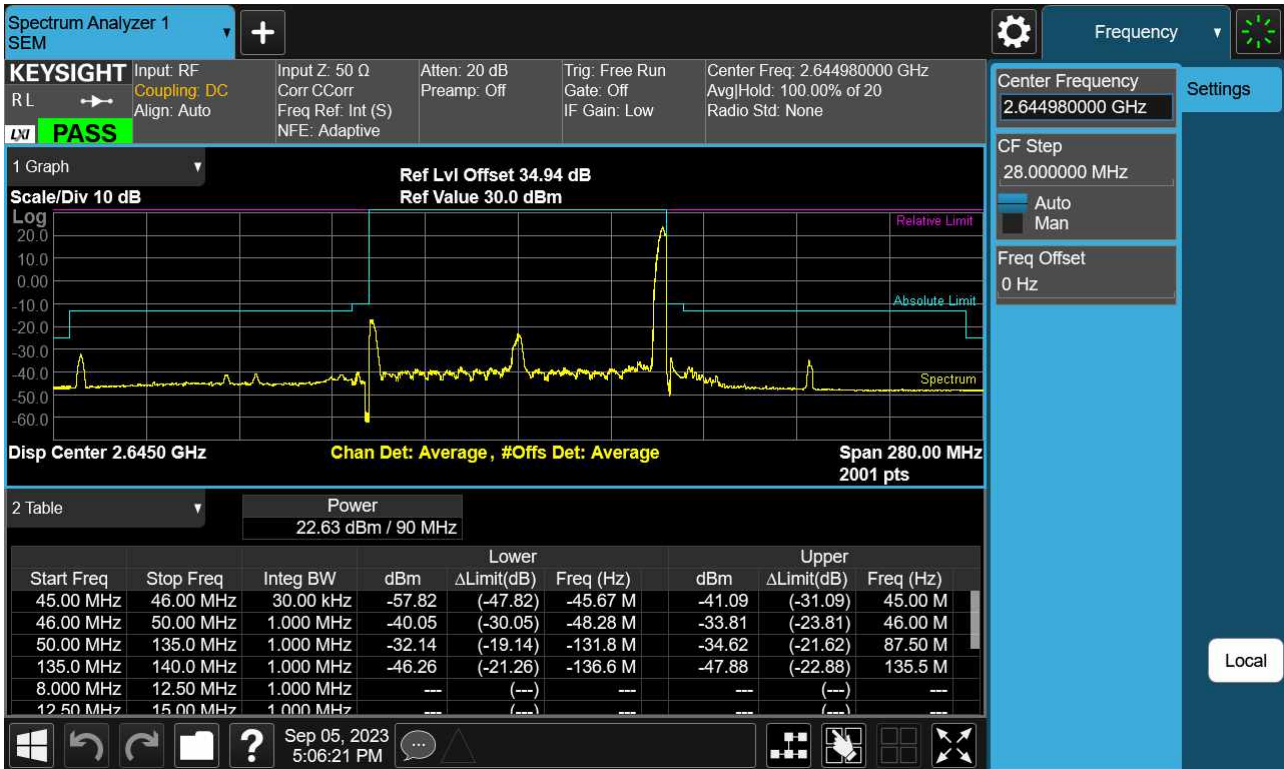 Spectrum Analyzer 1
SEM
+
Frequency
KEYSIGHT
R L
LXI
PASS
Input: RF
Coupling: DC
Align: Auto
Input Z: 50 Ω
Corr CCorr
Freq Ref: Int (S)
NFE: Adaptive
Atten: 20 dB
Preamp: Off
Trig: Free Run
Gate: Off
IF Gain: Low
Center Freq: 2.644980000 GHz
Avg|Hold: 100.00% of 20
Radio Std: None
Center Frequency
2.644980000 GHz
Settings
CF Step
28.000000 MHz
Auto
Man
Freq Offset
0 Hz
1 Graph
Scale/Div 10 dB
Ref Lvl Offset 34.94 dB
Ref Value 30.0 dBm
Log
20.0
10.0
0.00
-10.0
-20.0
-30.0
-40.0
-50.0
-60.0
Relative Limit
Absolute Limit
Spectrum
Disp Center 2.6450 GHz
Chan Det: Average , #Offs Det: Average
Span 280.00 MHz
2001 pts
2 Table
Power
22.63 dBm / 90 MHz
Lower Upper
Start Freq Stop Freq Integ BW dBm ΔLimit(dB) Freq (Hz) dBm ΔLimit(dB) Freq (Hz)
45.00 MHz 46.00 MHz 30.00 kHz -57.82 (-47.82) -45.67 M -41.09 (-31.09) 45.00 M
46.00 MHz 50.00 MHz 1.000 MHz -40.05 (-30.05) -48.28 M -33.81 (-23.81) 46.00 M
50.00 MHz 135.0 MHz 1.000 MHz -32.14 (-19.14) -131.8 M -34.62 (-21.62) 87.50 M
135.0 MHz 140.0 MHz 1.000 MHz -46.26 (-21.26) -136.6 M -47.88 (-22.88) 135.5 M
8.000 MHz 12.50 MHz 1.000 MHz --- (---) --- --- (---) ---
12.50 MHz 15.00 MHz 1.000 MHz --- (---) --- --- (---) ---
Local
?
Sep 05, 2023
5:06:21 PM